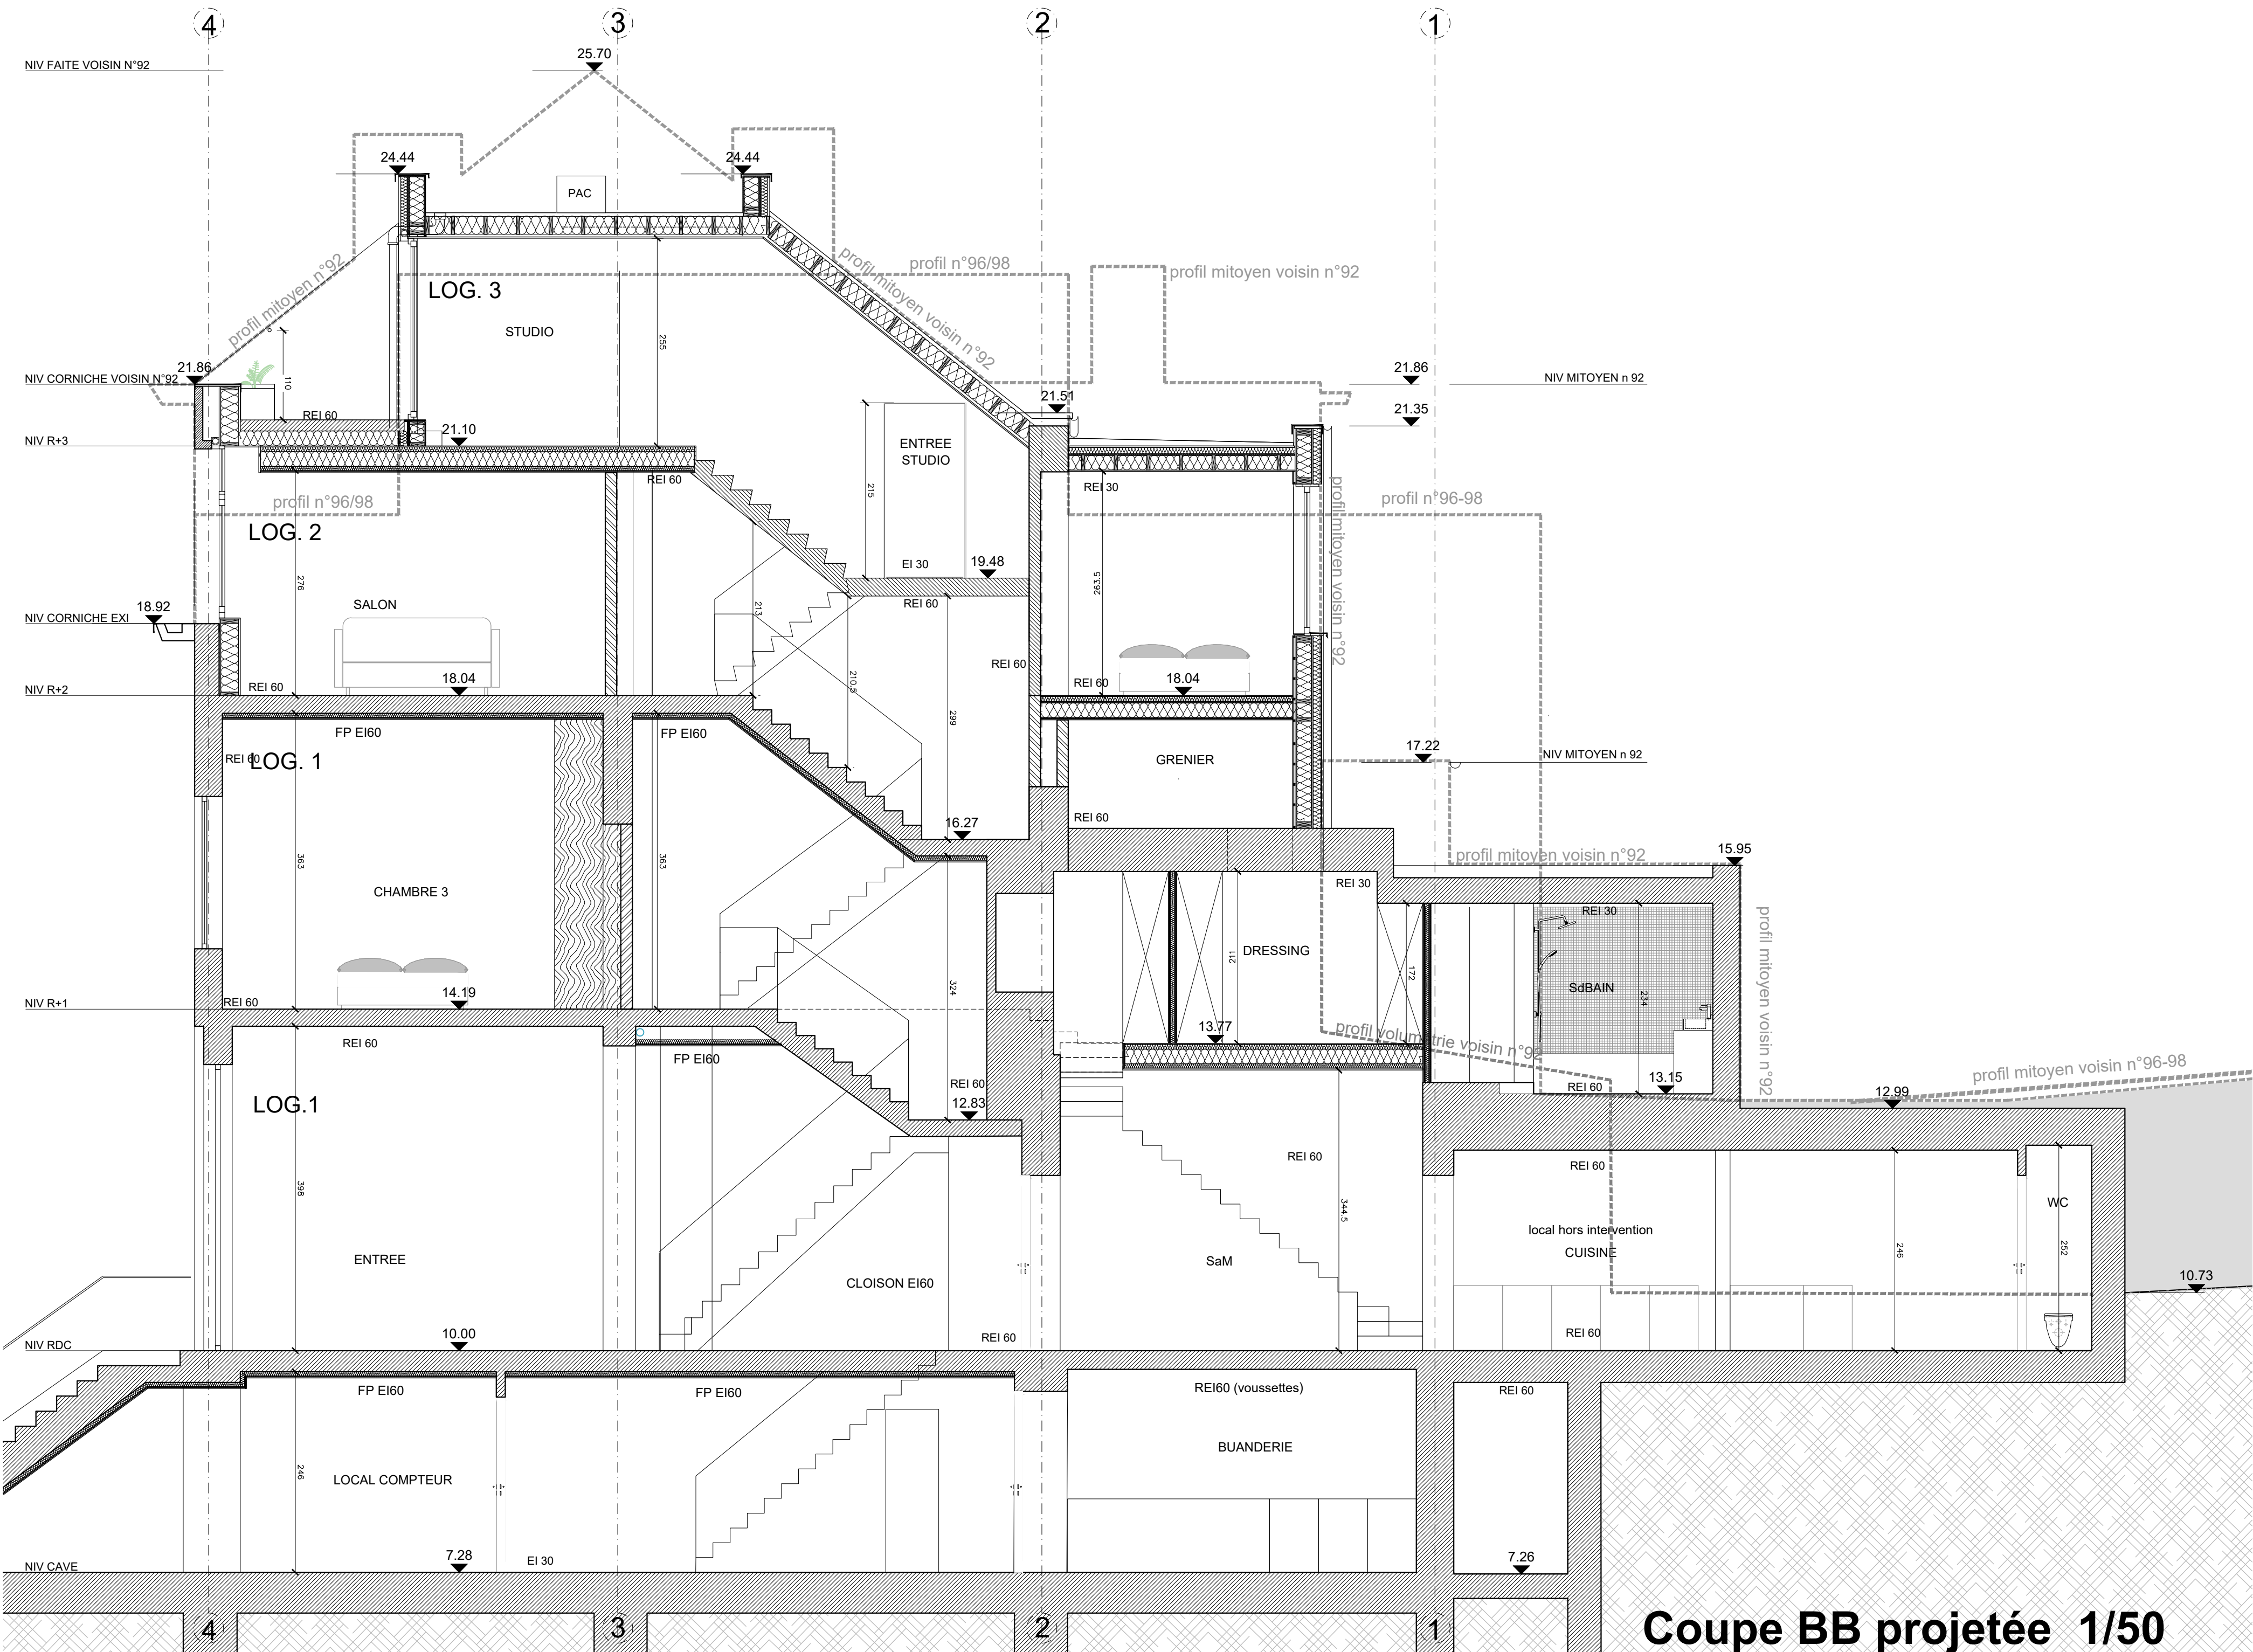 4
3
2
1
25.70
NIV FAITE VOISIN N°92
24.44
24.44
PAC
profil mitoyen n°92
profil mitoyen voisin n°92
profil n°96/98
profil mitoyen voisin n°92
LOG. 3
STUDIO
255
110
21.86
NIV CORNICHE VOISIN N°92
21.86
NIV MITOYEN n 92
21.51
21.35
REI 60
21.10
NIV R+3
ENTREE
STUDIO
215
REI 60
REI 30
profil n°96/98
profil n°96-98
profil mitoyen voisin n°92
LOG. 2
276
EI 30
19.48
REI 60
263.5
SALON
213
18.92
NIV CORNICHE EXI
210.5
REI 60
REI 60
18.04
REI 60
18.04
NIV R+2
299
FP EI60
FP EI60
REI 60
LOG. 1
17.22
NIV MITOYEN n 92
GRENIER
16.27
REI 60
363
363
profil mitoyen voisin n°92
15.95
CHAMBRE 3
REI 30
REI 30
DRESSING
211
172
324
SdBAIN
234
profil mitoyen voisin n°92
14.19
REI 60
NIV R+1
13.77
profil volumétrie voisin n°92
REI 60
FP EI60
REI 60
13.15
REI 60
profil mitoyen voisin n°96-98
12.99
12.83
LOG.1
398
REI 60
REI 60
344.5
WC
local hors intervention
CUISINE
246
252
ENTREE
CLOISON EI60
SaM
10.73
10.00
NIV RDC
REI 60
REI 60
FP EI60
FP EI60
REI60 (voussettes)
REI 60
BUANDERIE
246
LOCAL COMPTEUR
7.28
EI 30
7.26
NIV CAVE
4
3
2
1
Coupe BB projetée 1/50